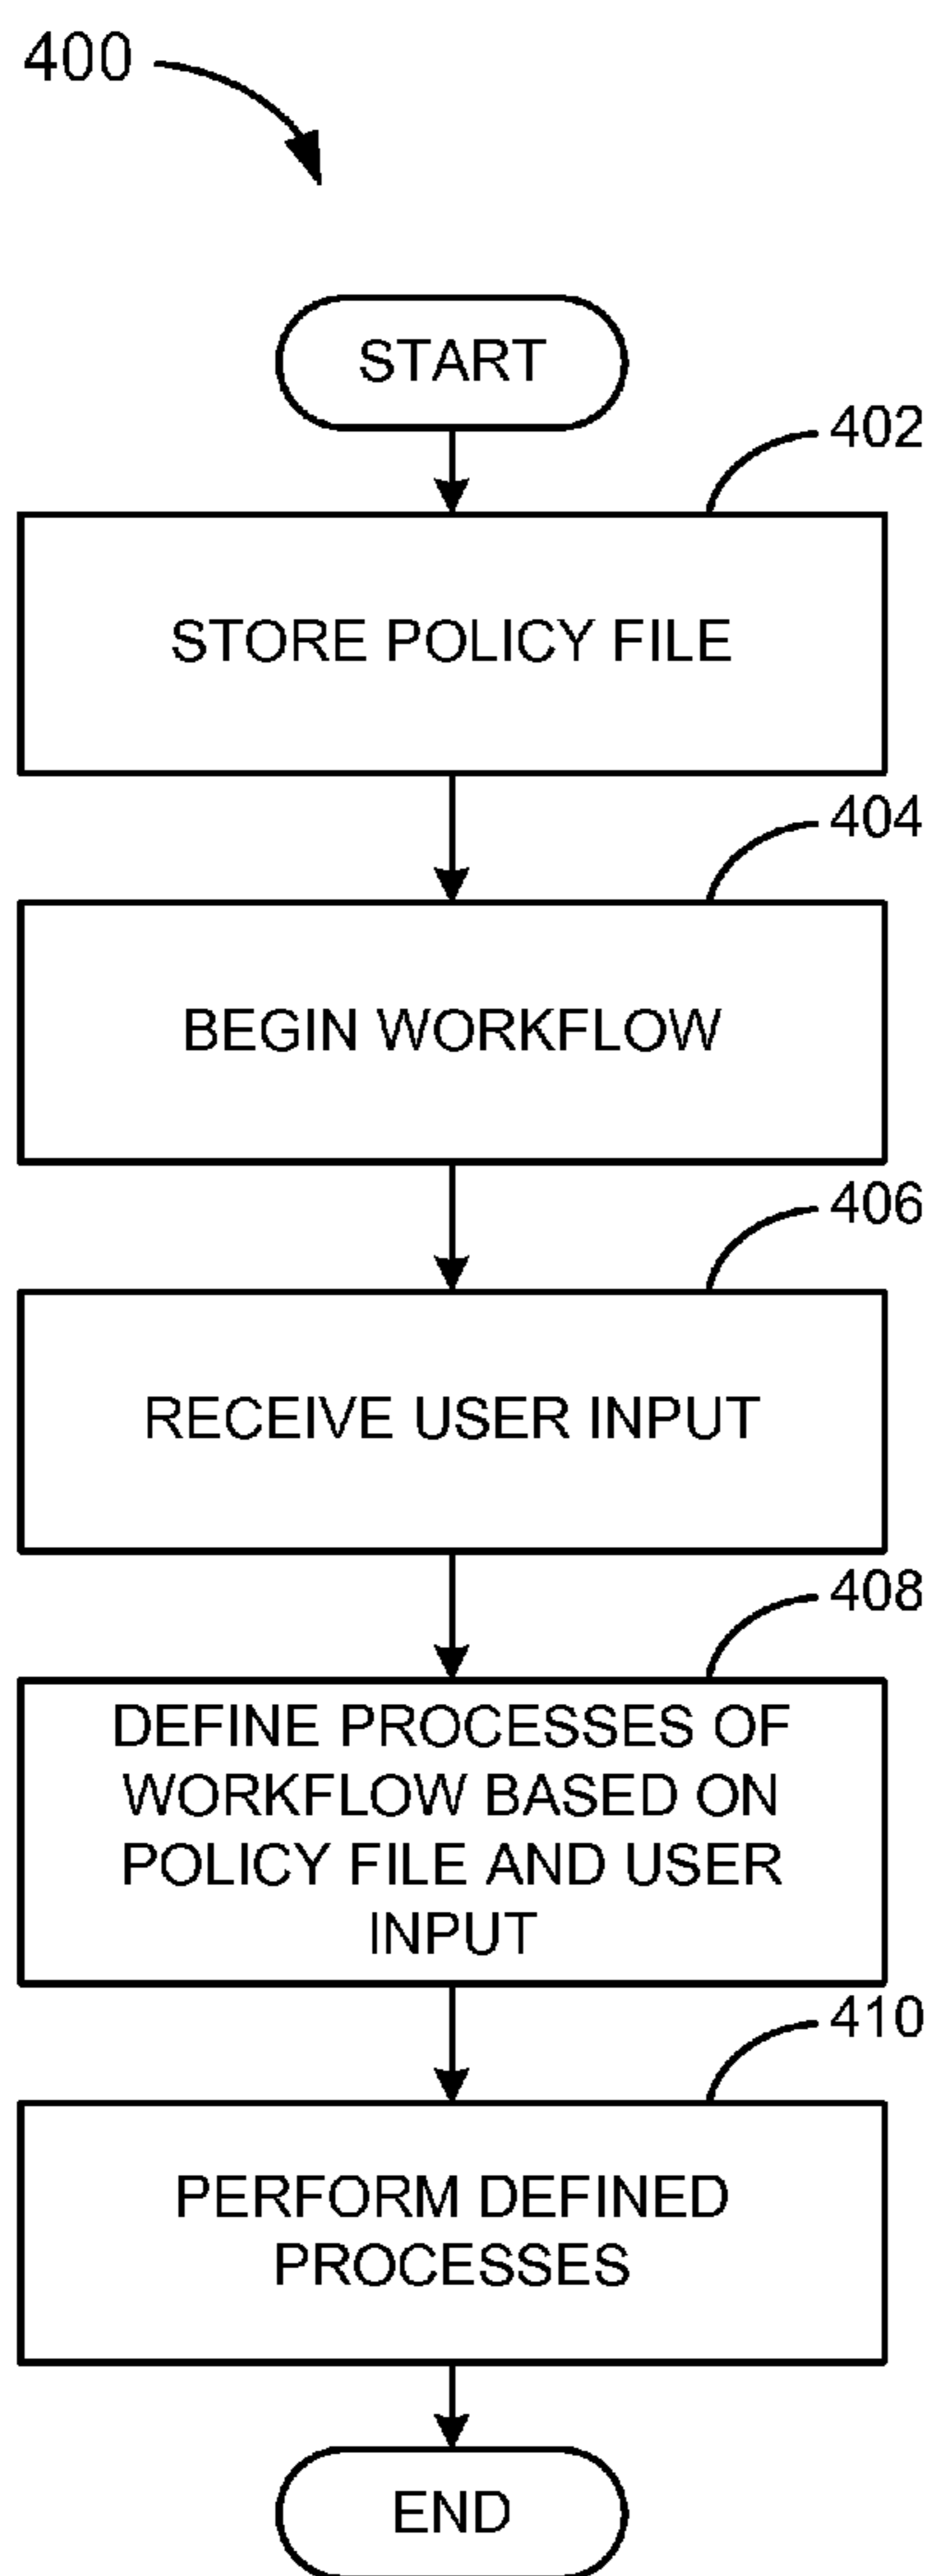 400
START
402
STORE POLICY FILE
404
BEGIN WORKFLOW
406
RECEIVE USER INPUT
408
DEFINE PROCESSES OF
WORKFLOW BASED ON
POLICY FILE AND USER
INPUT
410
PERFORM DEFINED
PROCESSES
END